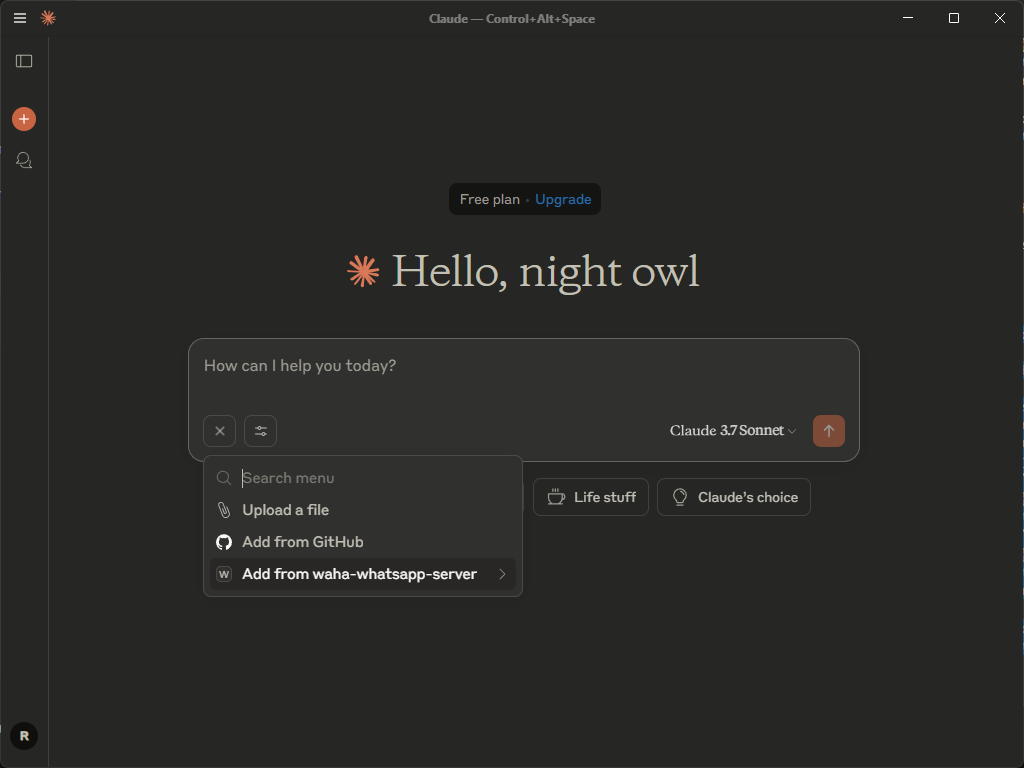 Claude — Control+Alt+Space
Free plan • Upgrade
Hello, night owl
How can I help you today?
Claude 3.7 Sonnet
Search menu
Upload a file
Add from GitHub
W Add from waha-whatsapp-server
Life stuff
Claude's choice
R